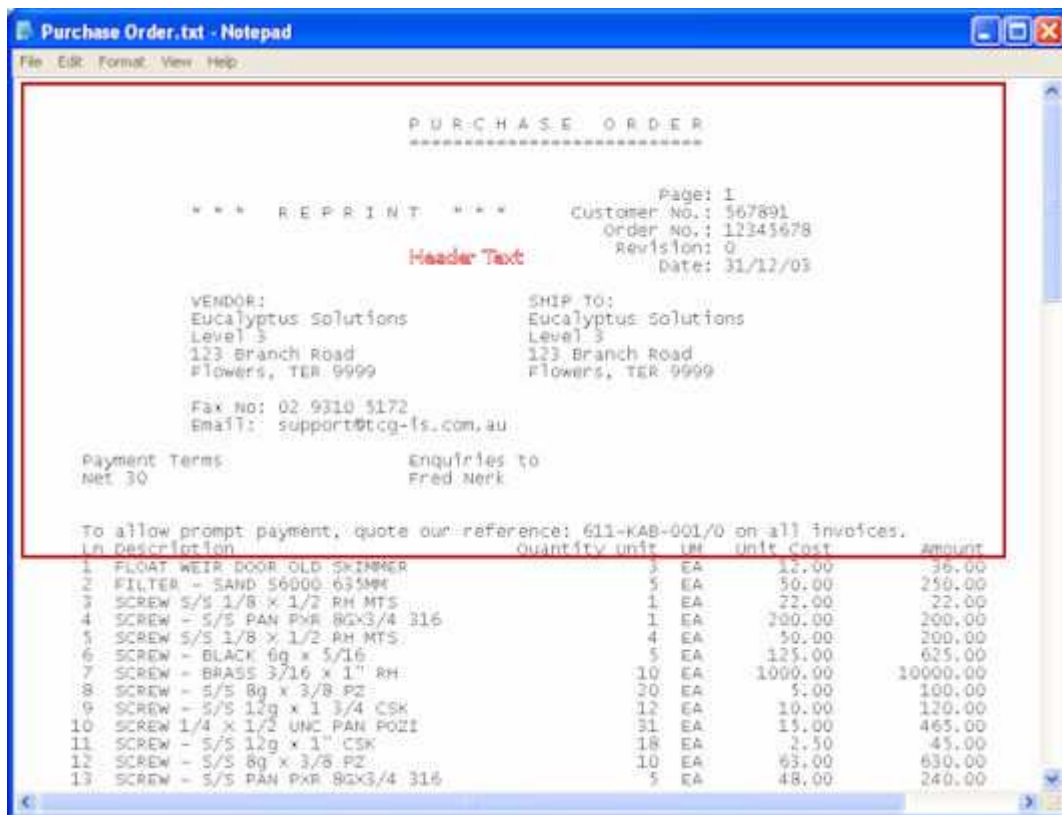 Purchase Order.txt - Notepad
File Edit Format View Help
P U R C H A S E   O R D E R
===========================
Page: 1
* * *   R E P R I N T   * * *   Customer No.: 567891
Order No.: 12345678
Header Text   Revision: 0
Date: 31/12/03
VENDOR:   SHIP TO:
Eucalyptus Solutions   Eucalyptus Solutions
Level 3   Level 3
123 Branch Road   123 Branch Road
Flowers, TER 9999   Flowers, TER 9999
Fax No: 02 9310 5172
Email:  support@tcg-is.com.au
Payment Terms   Enquiries to
Net 30   Fred Nerk
To allow prompt payment, quote our reference: 611-KAB-001/0 on all invoices.
Ln Description   Quantity Unit   UM   Unit Cost   Amount
1   FLOAT WEIR DOOR OLD SKIMMER   3   EA   12.00   36.00
2   FILTER - SAND S6000 635MM   5   EA   50.00   250.00
3   SCREW S/S 1/8 X 1/2 RH MTS   1   EA   22.00   22.00
4   SCREW - S/S PAN PXR 8GX3/4 316   1   EA   200.00   200.00
5   SCREW S/S 1/8 X 1/2 RH MTS   4   EA   50.00   200.00
6   SCREW - BLACK 6g x 5/16   5   EA   125.00   625.00
7   SCREW - BRASS 3/16 x 1" RH   10   EA   1000.00   10000.00
8   SCREW - S/S 8g x 3/8 PZ   20   EA   5.00   100.00
9   SCREW - S/S 12g x 1 3/4 CSK   12   EA   10.00   120.00
10   SCREW 1/4 X 1/2 UNC PAN POZI   31   EA   15.00   465.00
11   SCREW - S/S 12g x 1" CSK   18   EA   2.50   45.00
12   SCREW - S/S 8g x 3/8 PZ   10   EA   63.00   630.00
13   SCREW - S/S PAN PXR 8GX3/4 316   5   EA   48.00   240.00